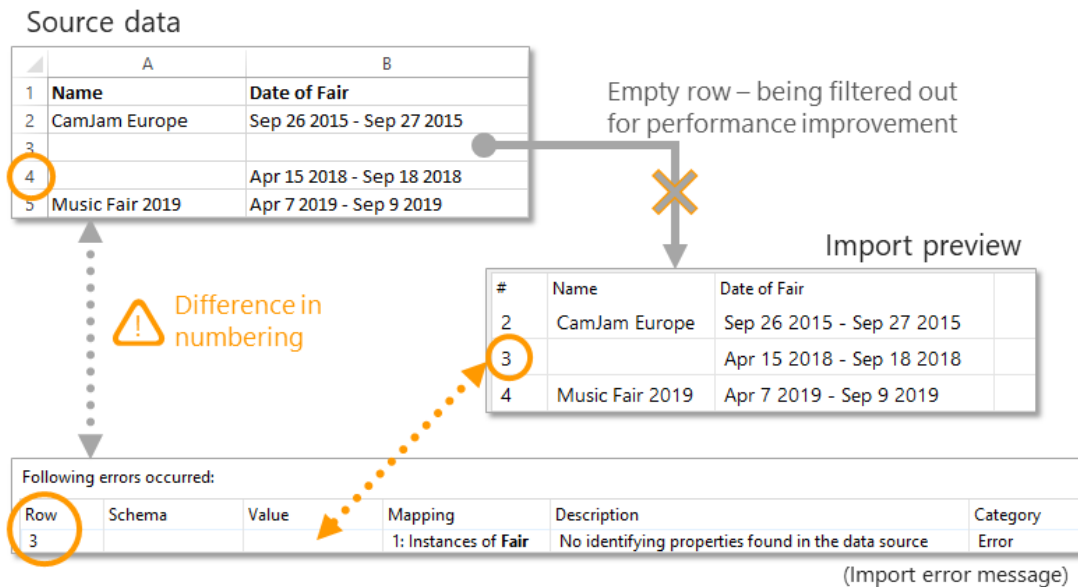 Source data
A B
1 Name Date of Fair
2 CamJam Europe Sep 26 2015 - Sep 27 2015
3
4 Apr 15 2018 - Sep 18 2018
5 Music Fair 2019 Apr 7 2019 - Sep 9 2019
Empty row – being filtered out
for performance improvement
Import preview
# Name Date of Fair
2 CamJam Europe Sep 26 2015 - Sep 27 2015
3 Apr 15 2018 - Sep 18 2018
4 Music Fair 2019 Apr 7 2019 - Sep 9 2019
! Difference in
numbering
Following errors occurred:
Row Schema Value Mapping Description Category
3 1: Instances of Fair No identifying properties found in the data source Error
(Import error message)